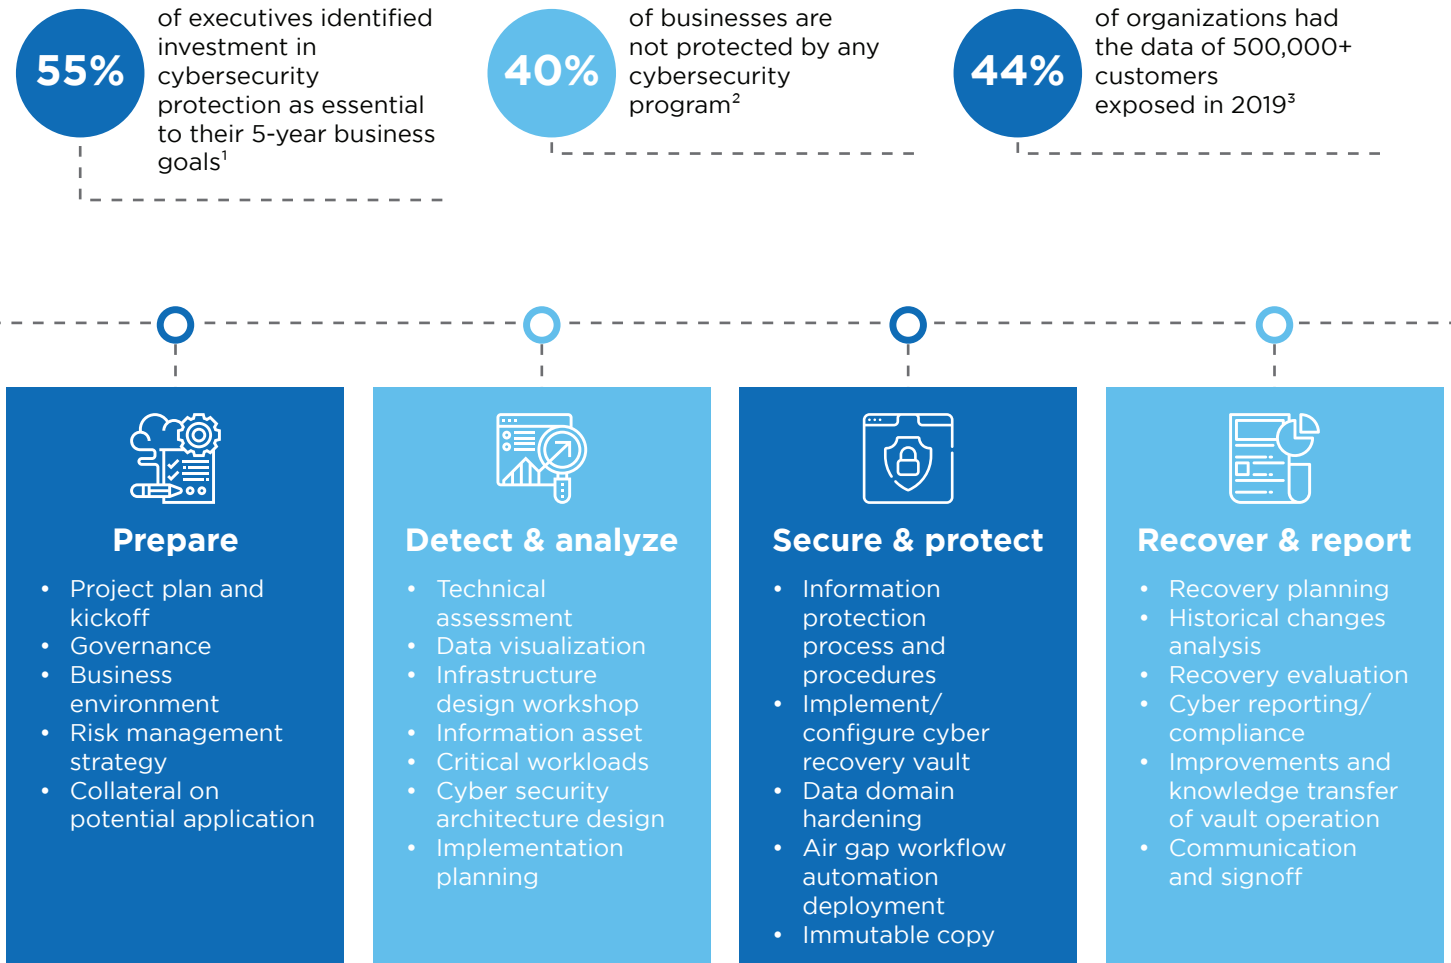 55%
of executives identified
investment in
cybersecurity
protection as essential
to their 5-year business
goals¹
40%
of businesses are
not protected by any
cybersecurity
program²
44%
of organizations had
the data of 500,000+
customers
exposed in 2019³
Prepare
• Project plan and
kickoff
• Governance
• Business
environment
• Risk management
strategy
• Collateral on
potential application
Detect & analyze
• Technical
assessment
• Data visualization
• Infrastructure
design workshop
• Information asset
• Critical workloads
• Cyber security
architecture design
• Implementation
planning
Secure & protect
• Information
protection
process and
procedures
• Implement/
configure cyber
recovery vault
• Data domain
hardening
• Air gap workflow
automation
deployment
• Immutable copy
Recover & report
• Recovery planning
• Historical changes
analysis
• Recovery evaluation
• Cyber reporting/
compliance
• Improvements and
knowledge transfer
of vault operation
• Communication
and signoff